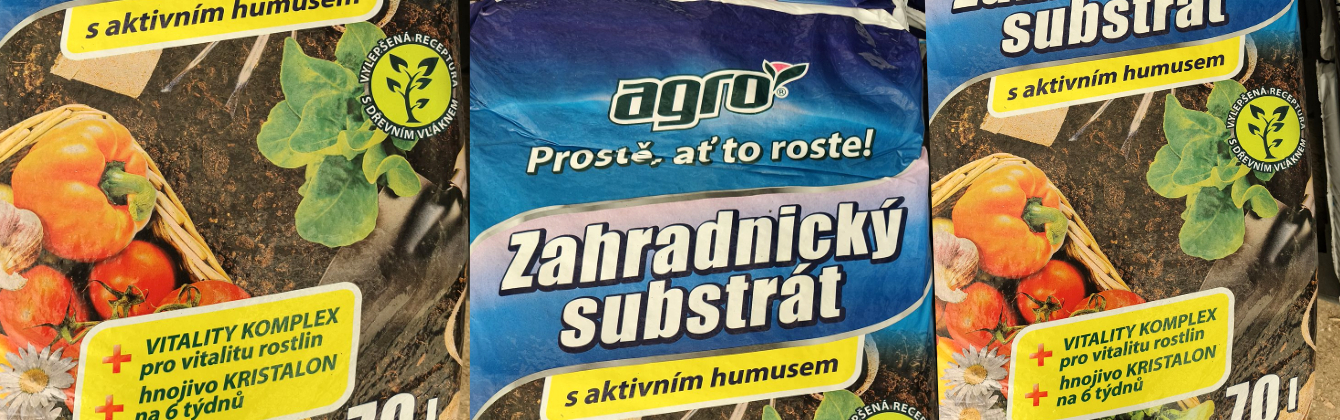 s aktivním humusem
VYLEPŠENÁ RECEPTURA
S DŘEVNÍM VLÁKNEM
+ VITALITY KOMPLEX
pro vitalitu rostlin
+ hnojivo KRISTALON
na 6 týdnů
70 l
agro®
Prostě, ať to roste!
Zahradnický
substrát
s aktivním humusem
substrát
s aktivním humusem
VYLEPŠENÁ RECEPTURA
S DŘEVNÍM VLÁKNEM
+ VITALITY KOMPLEX
pro vitalitu rostlin
+ hnojivo KRISTALON
na 6 týdnů
70 l